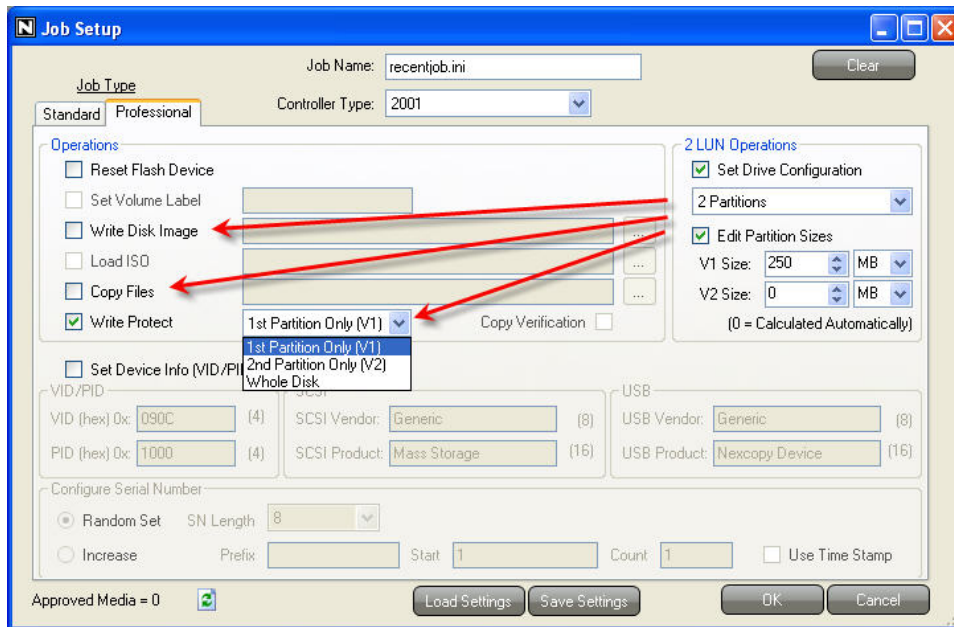 N Job Setup
Job Name: recentjob.ini Clear
Job Type
Controller Type: 2001
Standard Professional
Operations 2 LUN Operations
Reset Flash Device Set Drive Configuration
Set Volume Label 2 Partitions
Write Disk Image ... Edit Partition Sizes
Load ISO ... V1 Size: 250 MB
Copy Files ... V2 Size: 0 MB
Write Protect 1st Partition Only (V1) Copy Verification (0 = Calculated Automatically)
1st Partition Only (V1)
2nd Partition Only (V2)
Set Device Info (VID/PI
Whole Disk
VID/PID SCSI USB
VID (hex) 0x: 090C (4) SCSI Vendor: Generic (8) USB Vendor: Generic (8)
PID (hex) 0x: 1000 (4) SCSI Product: Mass Storage (16) USB Product: Nexcopy Device (16)
Configure Serial Number
Random Set SN Length 8
Increase Prefix Start 1 Count 1 Use Time Stamp
Approved Media = 0 Load Settings Save Settings OK Cancel